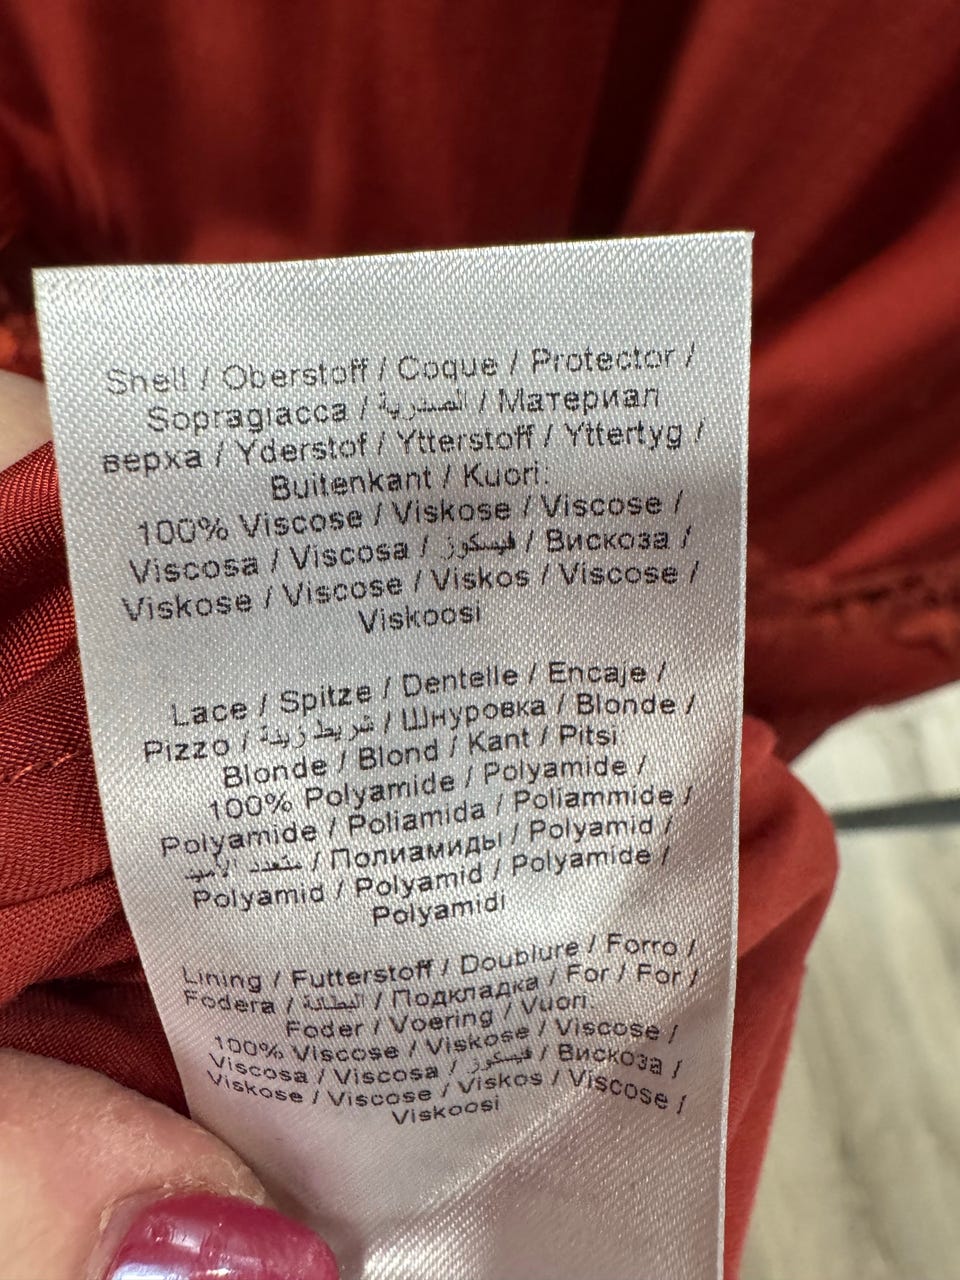 Shell / Oberstoff / Coque / Protector /
Sopragiacca / الصدرية / Материал
верха / Yderstof / Ytterstoff / Yttertyg /
Buitenkant / Kuori:
100% Viscose / Viskose / Viscose /
Viscosa / Viscosa / فيسكوز / Вискоза /
Viskose / Viscose / Viskos / Viscose /
Viskoosi
Lace / Spitze / Dentelle / Encaje /
Pizzo / شريط زينة / Шнуровка / Blonde /
Blonde / Blond / Kant / Pitsi
100% Polyamide / Polyamide /
Polyamide / Poliamida / Poliammide /
متعدد الأميد / Полиамиды / Polyamid /
Polyamid / Polyamid / Polyamide /
Polyamidi
Lining / Futterstoff / Doublure / Forro /
Fodera / البطانة / Подкладка / For / For /
Foder / Voering / Vuori:
100% Viscose / Viskose / Viscose /
Viscosa / Viscosa / فيسكوز / Вискоза /
Viskose / Viscose / Viskos / Viscose /
Viskoosi